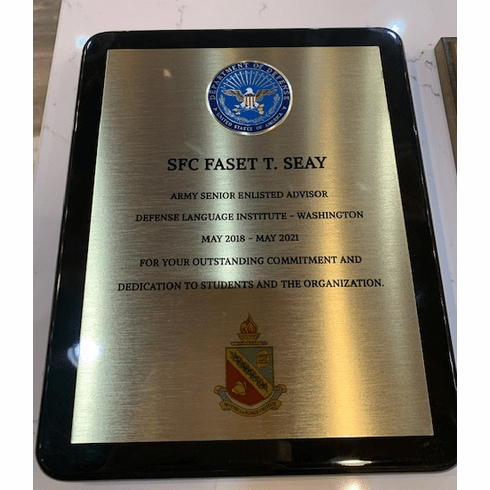 DEPARTMENT OF DEFENSE
UNITED STATES OF AMERICA
SFC FASET T. SEAY
ARMY SENIOR ENLISTED ADVISOR
DEFENSE LANGUAGE INSTITUTE - WASHINGTON
MAY 2018 - MAY 2021
FOR YOUR OUTSTANDING COMMITMENT AND
DEDICATION TO STUDENTS AND THE ORGANIZATION.